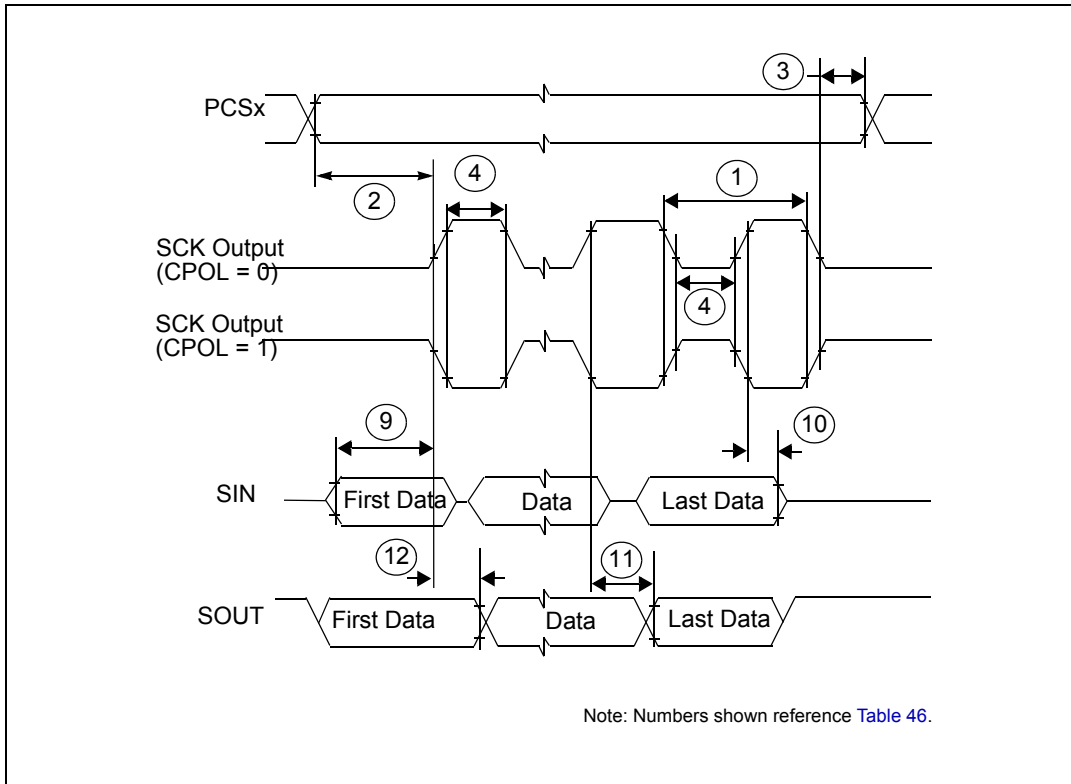 3
PCSx
2
4
1
SCK Output
(CPOL = 0)
4
SCK Output
(CPOL = 1)
9
10
SIN
First Data
Data
Last Data
12
11
SOUT
First Data
Data
Last Data
Note: Numbers shown reference Table 46.